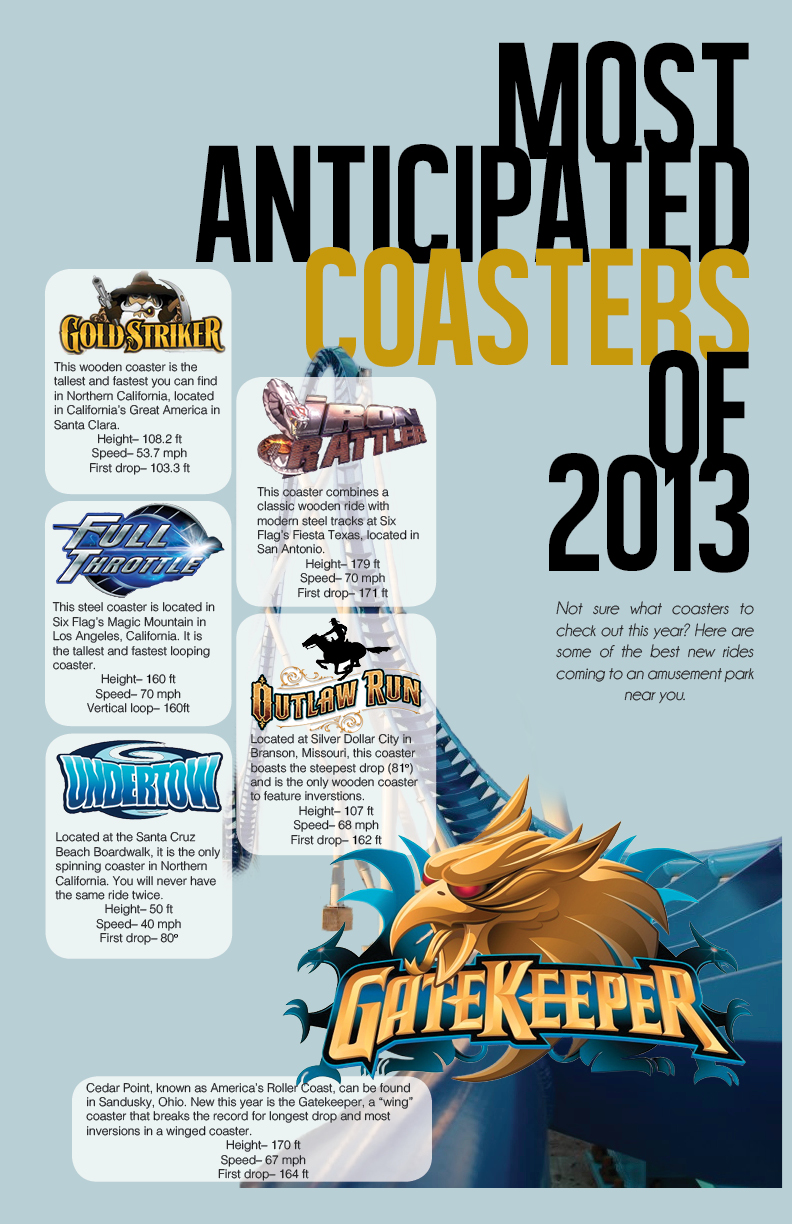 MOST
ANTICIPATED
COASTERS
OF
2013
Not sure what coasters to
check out this year? Here are
some of the best new rides
coming to an amusement park
near you.
GOLD STRIKER
This wooden coaster is the
tallest and fastest you can find
in Northern California, located
in California's Great America in
Santa Clara.
Height– 108.2 ft
Speed– 53.7 mph
First drop– 103.3 ft
FULL
THROTTLE
This steel coaster is located in
Six Flag's Magic Mountain in
Los Angeles, California. It is
the tallest and fastest looping
coaster.
Height– 160 ft
Speed– 70 mph
Vertical loop– 160ft
UNDERTOW
Located at the Santa Cruz
Beach Boardwalk, it is the only
spinning coaster in Northern
California. You will never have
the same ride twice.
Height– 50 ft
Speed– 40 mph
First drop– 80º
IRON
RATTLER
This coaster combines a
classic wooden ride with
modern steel tracks at Six
Flag's Fiesta Texas, located in
San Antonio.
Height– 179 ft
Speed– 70 mph
First drop– 171 ft
OUTLAW RUN
Located at Silver Dollar City in
Branson, Missouri, this coaster
boasts the steepest drop (81º)
and is the only wooden coaster
to feature inverstions.
Height– 107 ft
Speed– 68 mph
First drop– 162 ft
GATEKEEPER
Cedar Point, known as America's Roller Coast, can be found
in Sandusky, Ohio. New this year is the Gatekeeper, a “wing”
coaster that breaks the record for longest drop and most
inversions in a winged coaster.
Height– 170 ft
Speed– 67 mph
First drop– 164 ft